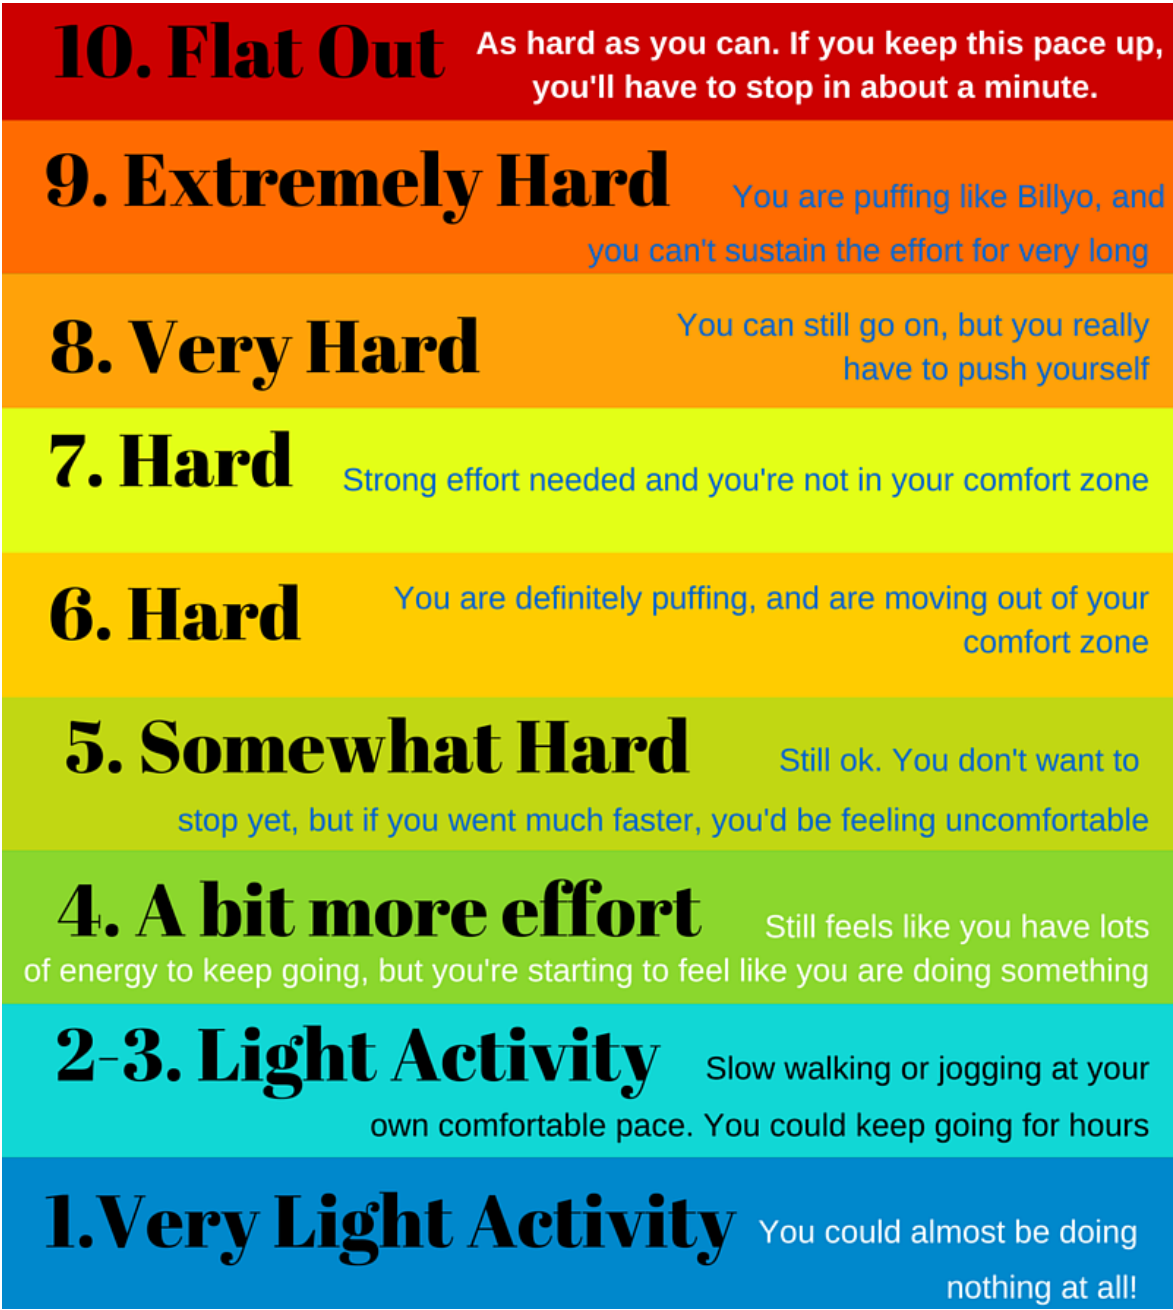 10. Flat Out As hard as you can. If you keep this pace up,
you'll have to stop in about a minute.
9. Extremely Hard You are puffing like Billyo, and
you can't sustain the effort for very long
8. Very Hard You can still go on, but you really
have to push yourself
7. Hard Strong effort needed and you're not in your comfort zone
6. Hard You are definitely puffing, and are moving out of your
comfort zone
5. Somewhat Hard Still ok. You don't want to
stop yet, but if you went much faster, you'd be feeling uncomfortable
4. A bit more effort Still feels like you have lots
of energy to keep going, but you're starting to feel like you are doing something
2-3. Light Activity Slow walking or jogging at your
own comfortable pace. You could keep going for hours
1.Very Light Activity You could almost be doing
nothing at all!